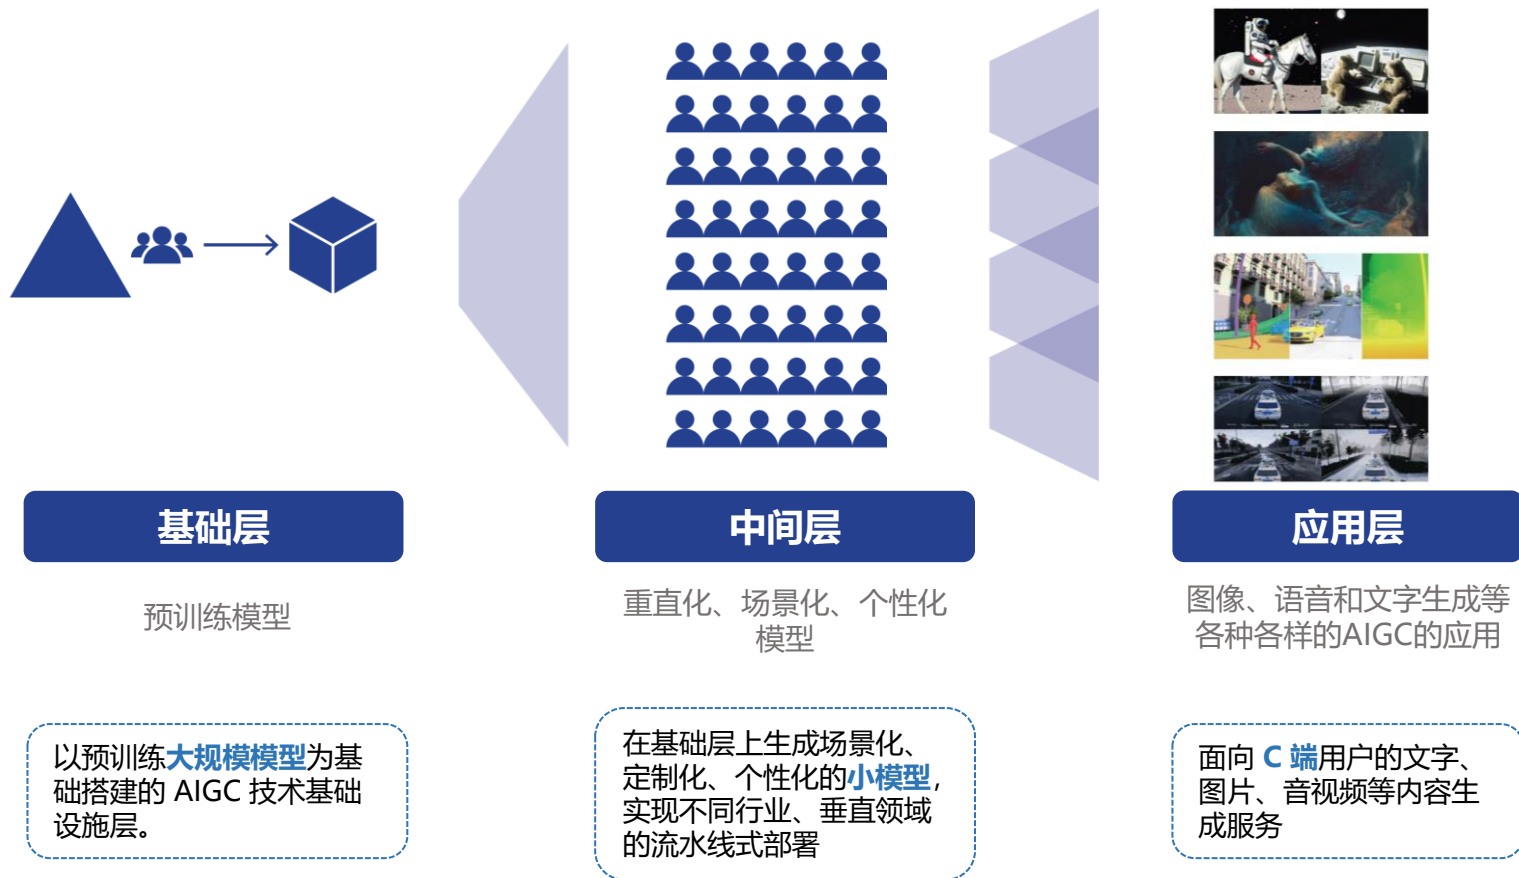 基础层
预训练模型
以预训练大规模模型为基
础搭建的 AIGC 技术基础
设施层。
中间层
重直化、场景化、个性化
模型
在基础层上生成场景化、
定制化、个性化的小模型,
实现不同行业、垂直领域
的流水线式部署
应用层
图像、语音和文字生成等
各种各样的AIGC的应用
面向 C 端用户的文字、
图片、音视频等内容生
成服务